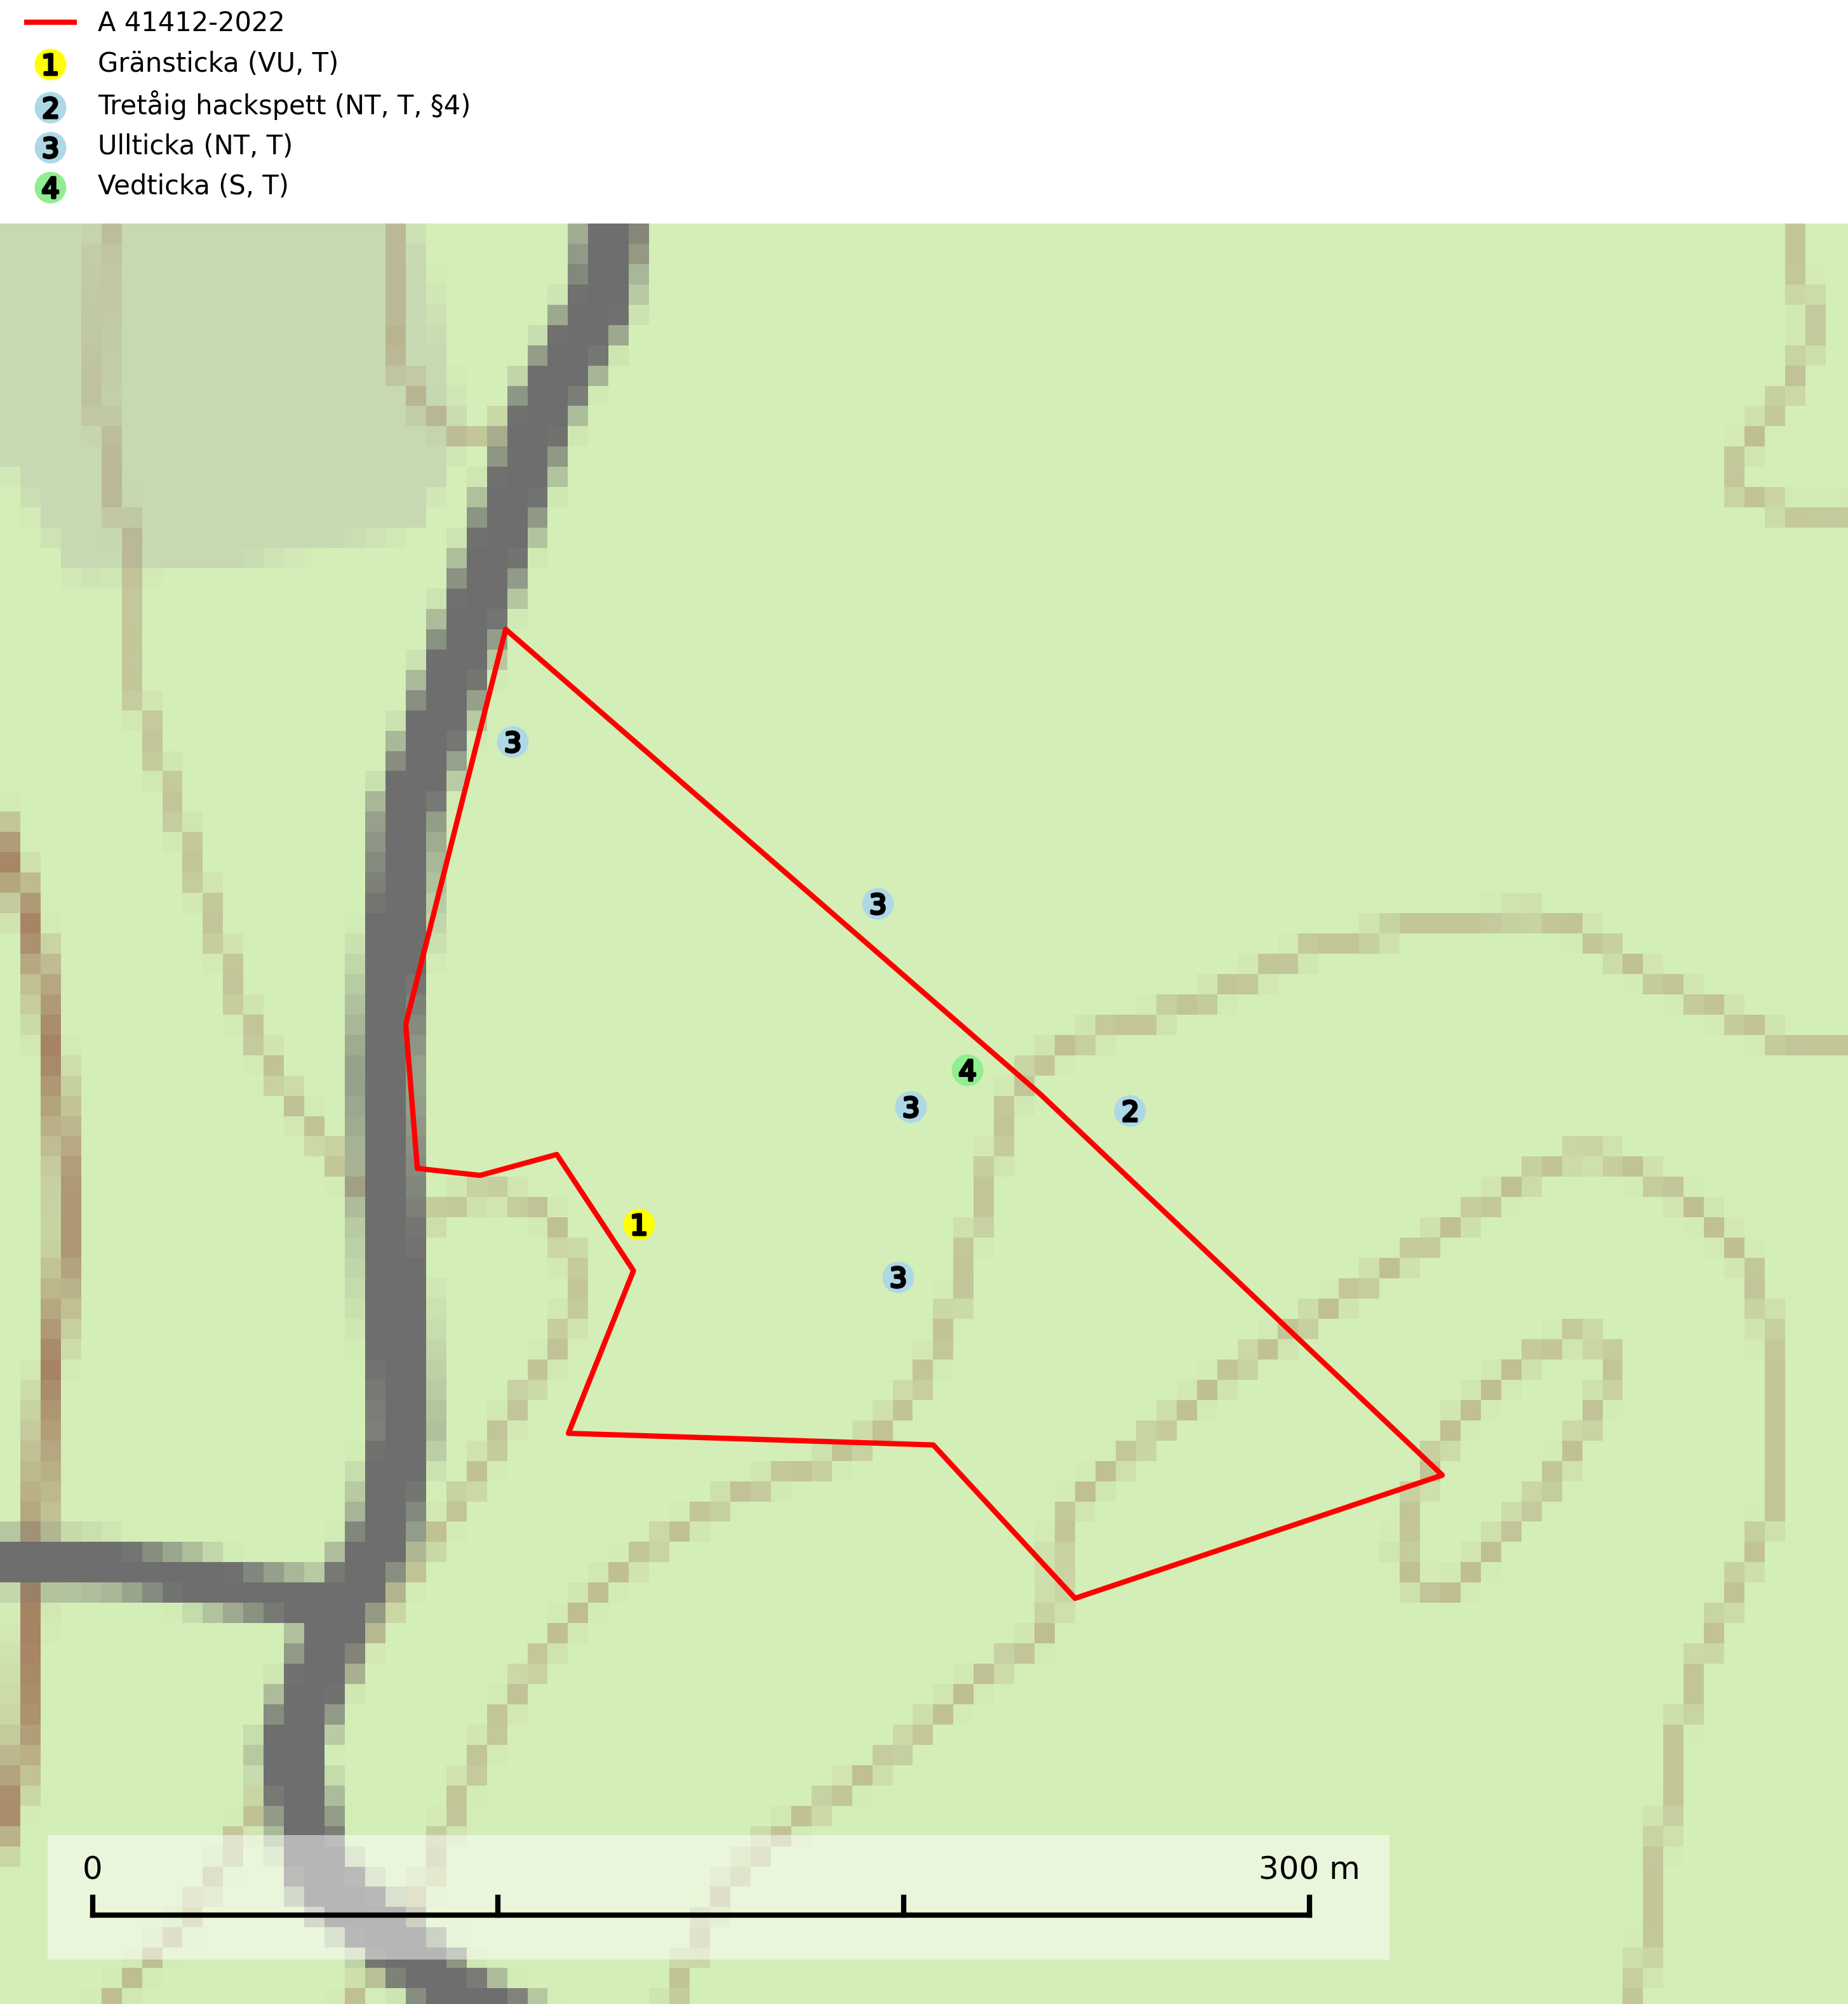 A 41412-2022
1 Gränsticka (VU, T)
2 Tretåig hackspett (NT, T, §4)
3 Ullticka (NT, T)
4 Vedticka (S, T)
3
3
4
3
2
1
3
0 300 m